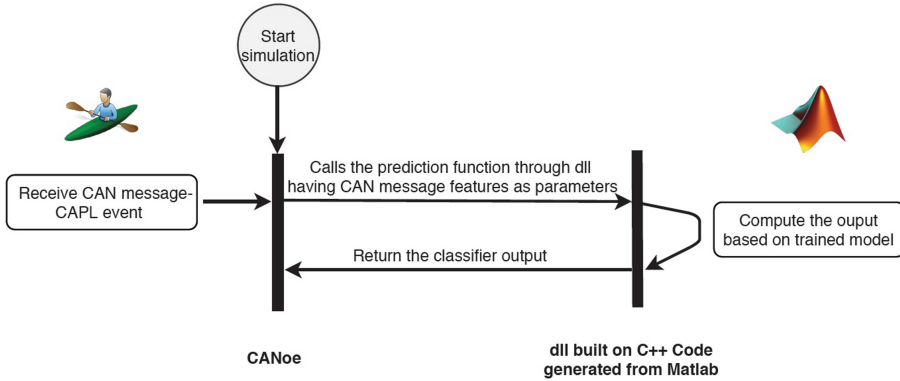 Start
simulation
Receive CAN message-
CAPL event
Calls the prediction function through dll
having CAN message features as parameters
Compute the ouput
based on trained model
Return the classifier output
CANoe
dll built on C++ Code
generated from Matlab